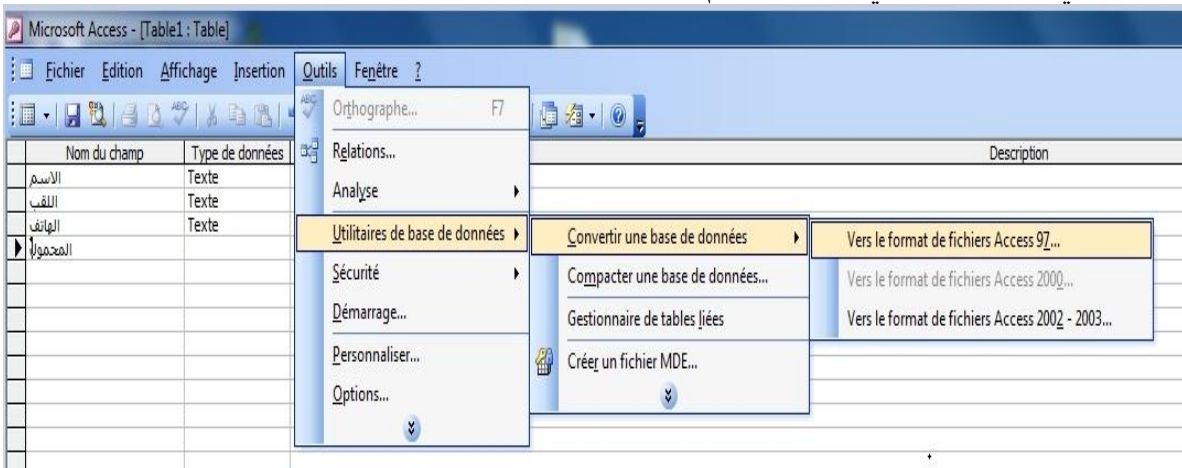 Microsoft Access - [Table1 : Table]
Fichier Edition Affichage Insertion Outils Fenêtre ?
Orthographe... F7
Nom du champ Type de données Relations... Description
الاسم Texte
Analyse
اللقب Texte
الهاتف Texte
Utilitaires de base de données Convertir une base de données Vers le format de fichiers Access 97...
المحمول
Sécurité Compacter une base de données... Vers le format de fichiers Access 2000...
Démarrage... Gestionnaire de tables liées Vers le format de fichiers Access 2002 - 2003...
Personnaliser... Créer un fichier MDE...
Options...